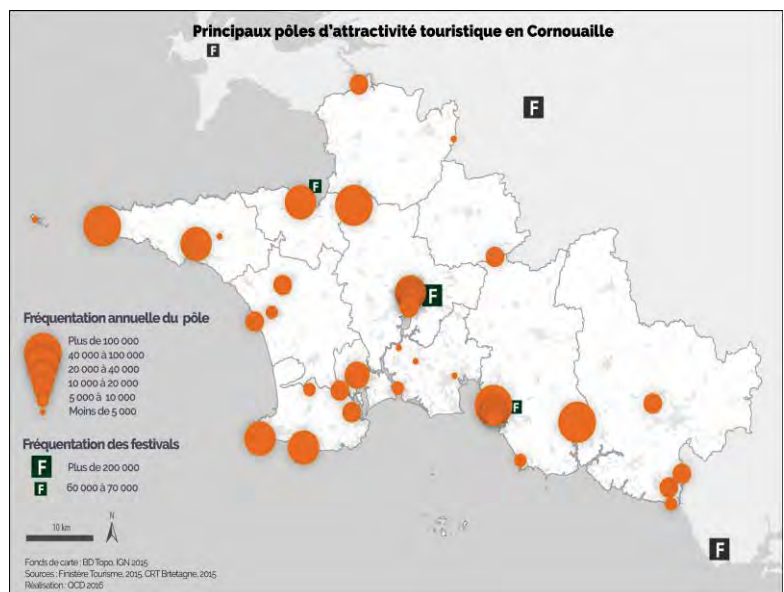 Principaux pôles d'attractivité touristique en Cornouaille
F
F
F
F
F
Fréquentation annuelle du pôle
Plus de 100 000
40 000 à 100 000
20 000 à 40 000
10 000 à 20 000
5 000 à 10 000
Moins de 5 000
Fréquentation des festivals
F Plus de 200 000
F 60 000 à 70 000
N
10 km
F
Fonds de carte : BD Topo, IGN 2015
Sources : Finistère Tourisme, 2015, CRT Brtetagne, 2015
Réalisation : QCD 2016